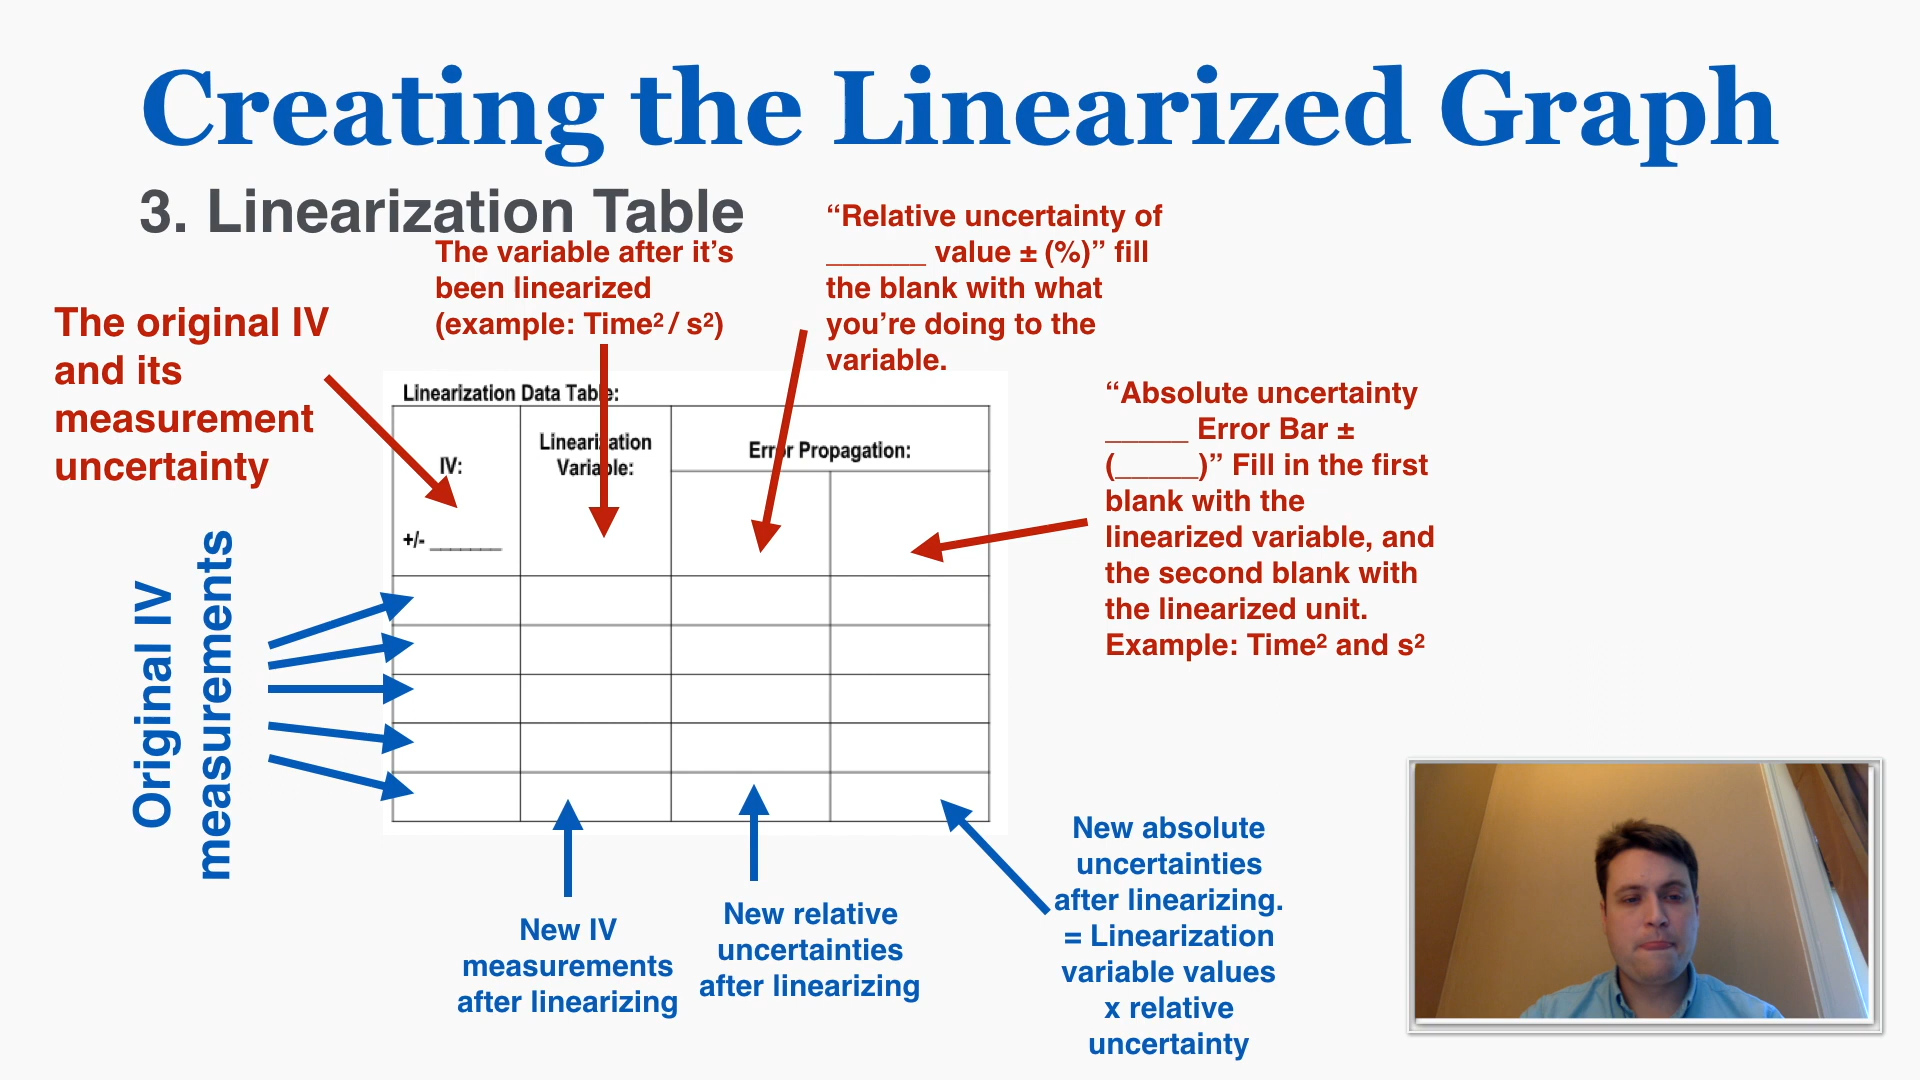 Creating the Linearized Graph
3. Linearization Table
The original IV
and its
measurement
uncertainty
The variable after it’s
been linearized
(example: Time² / s²)
“Relative uncertainty of
______ value ± (%)” fill
the blank with what
you’re doing to the
variable.
“Absolute uncertainty
_____ Error Bar ±
(_____)” Fill in the first
blank with the
linearized variable, and
the second blank with
the linearized unit.
Example: Time² and s²
Linearization Data Table:
IV:
+/- _______
Linearization
Variable:
Error Propagation:
Original IV
measurements
New IV
measurements
after linearizing
New relative
uncertainties
after linearizing
New absolute
uncertainties
after linearizing.
= Linearization
variable values
x relative
uncertainty